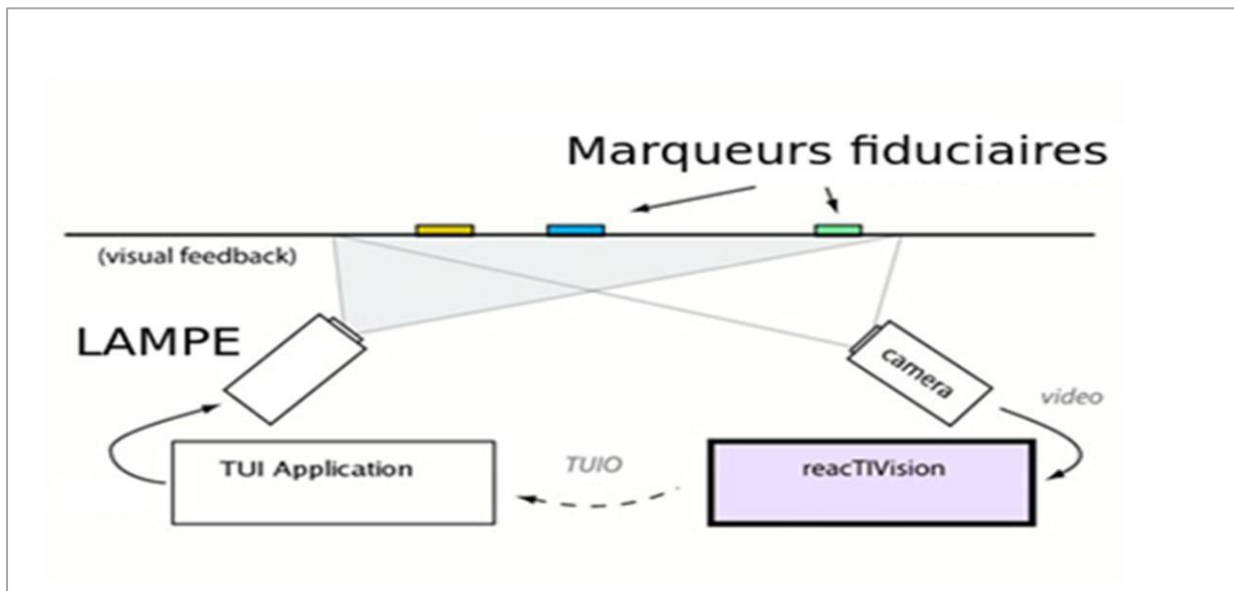 Marqueurs fiduciaires
(visual feedback)
LAMPE
camera
video
TUI Application
TUIO
reacTIVision